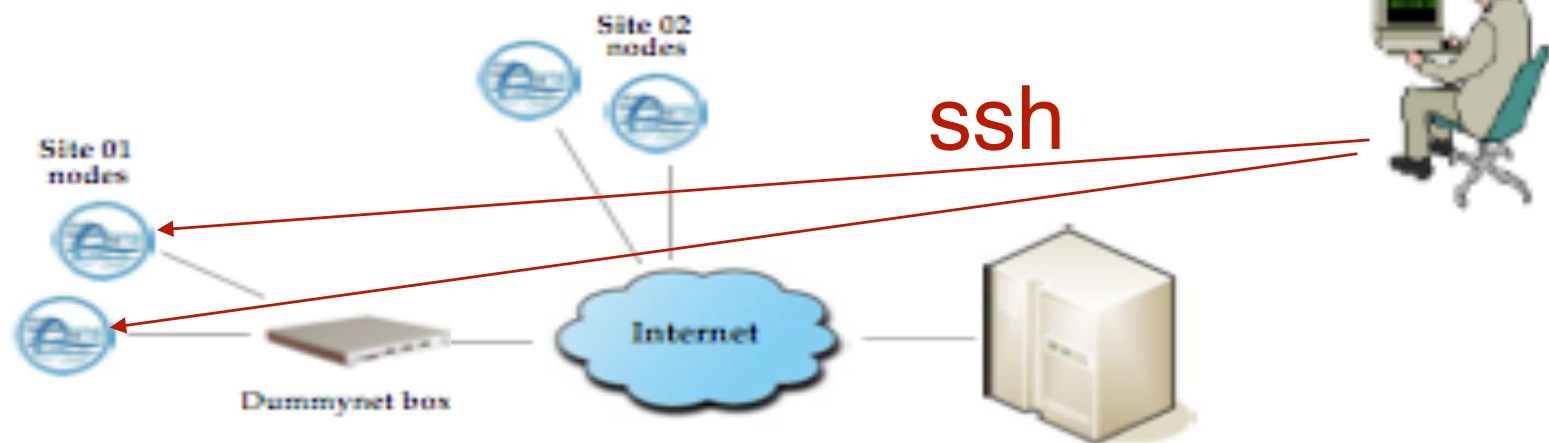 Site 02
nodes
ssh
Site 01
nodes
Internet
Dummynet box